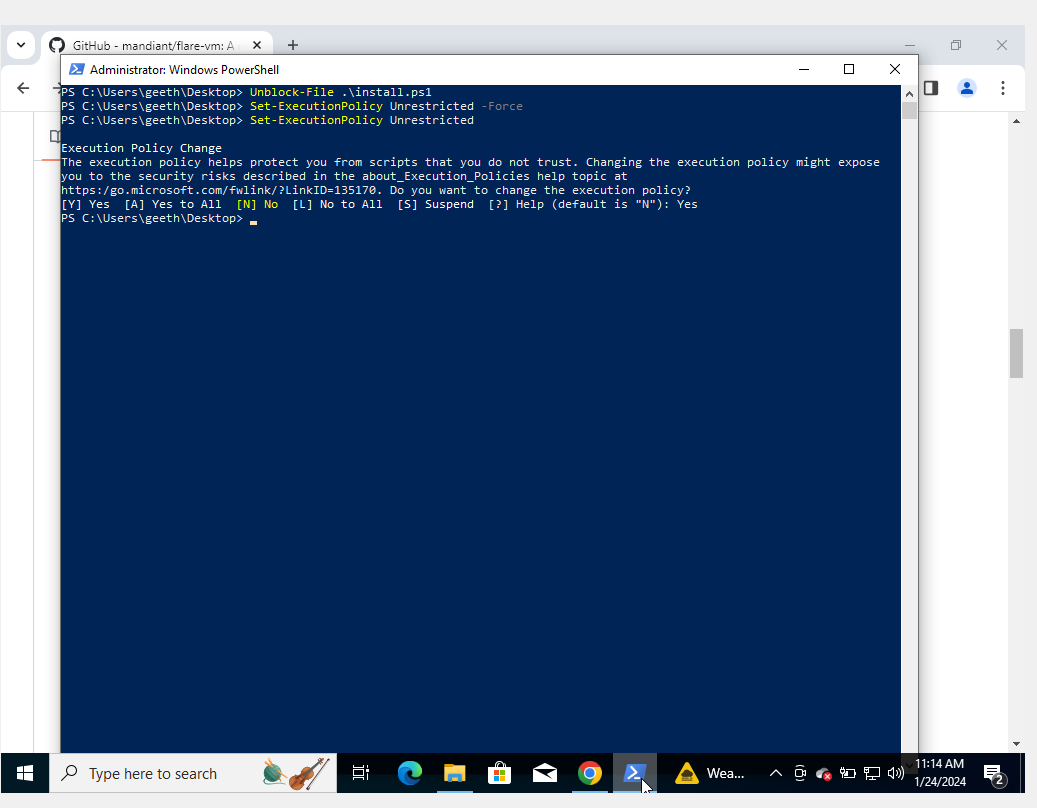 GitHub - mandiant/flare-vm: A
Administrator: Windows PowerShell
PS C:\Users\geeth\Desktop> Unblock-File .\install.ps1
PS C:\Users\geeth\Desktop> Set-ExecutionPolicy Unrestricted -Force
PS C:\Users\geeth\Desktop> Set-ExecutionPolicy Unrestricted
Execution Policy Change
The execution policy helps protect you from scripts that you do not trust. Changing the execution policy might expose
you to the security risks described in the about_Execution_Policies help topic at
https:/go.microsoft.com/fwlink/?LinkID=135170. Do you want to change the execution policy?
[Y] Yes  [A] Yes to All  [N] No  [L] No to All  [S] Suspend  [?] Help (default is "N"): Yes
PS C:\Users\geeth\Desktop>
Type here to search
Wea...
11:14 AM
1/24/2024
2